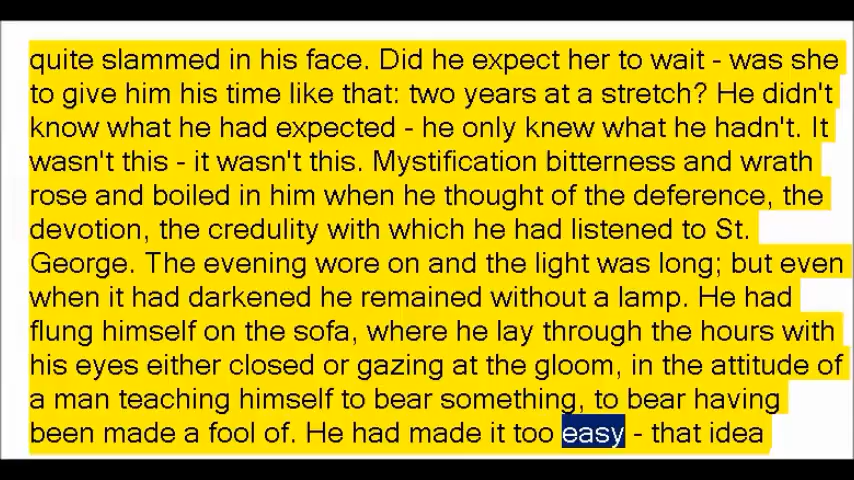 quite slammed in his face. Did he expect her to wait - was she
to give him his time like that: two years at a stretch? He didn't
know what he had expected - he only knew what he hadn't. It
wasn't this - it wasn't this. Mystification bitterness and wrath
rose and boiled in him when he thought of the deference, the
devotion, the credulity with which he had listened to St.
George. The evening wore on and the light was long; but even
when it had darkened he remained without a lamp. He had
flung himself on the sofa, where he lay through the hours with
his eyes either closed or gazing at the gloom, in the attitude of
a man teaching himself to bear something, to bear having
been made a fool of. He had made it too easy - that idea